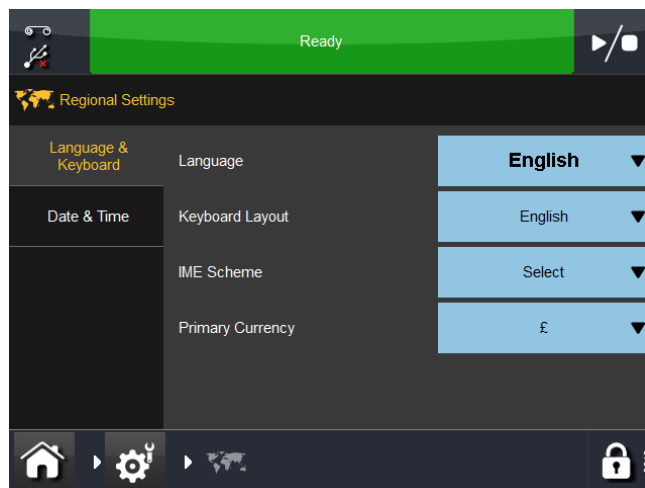 Ready
Regional Settings
Language &
Keyboard
Date & Time
Language
English
Keyboard Layout
English
IME Scheme
Select
Primary Currency
£